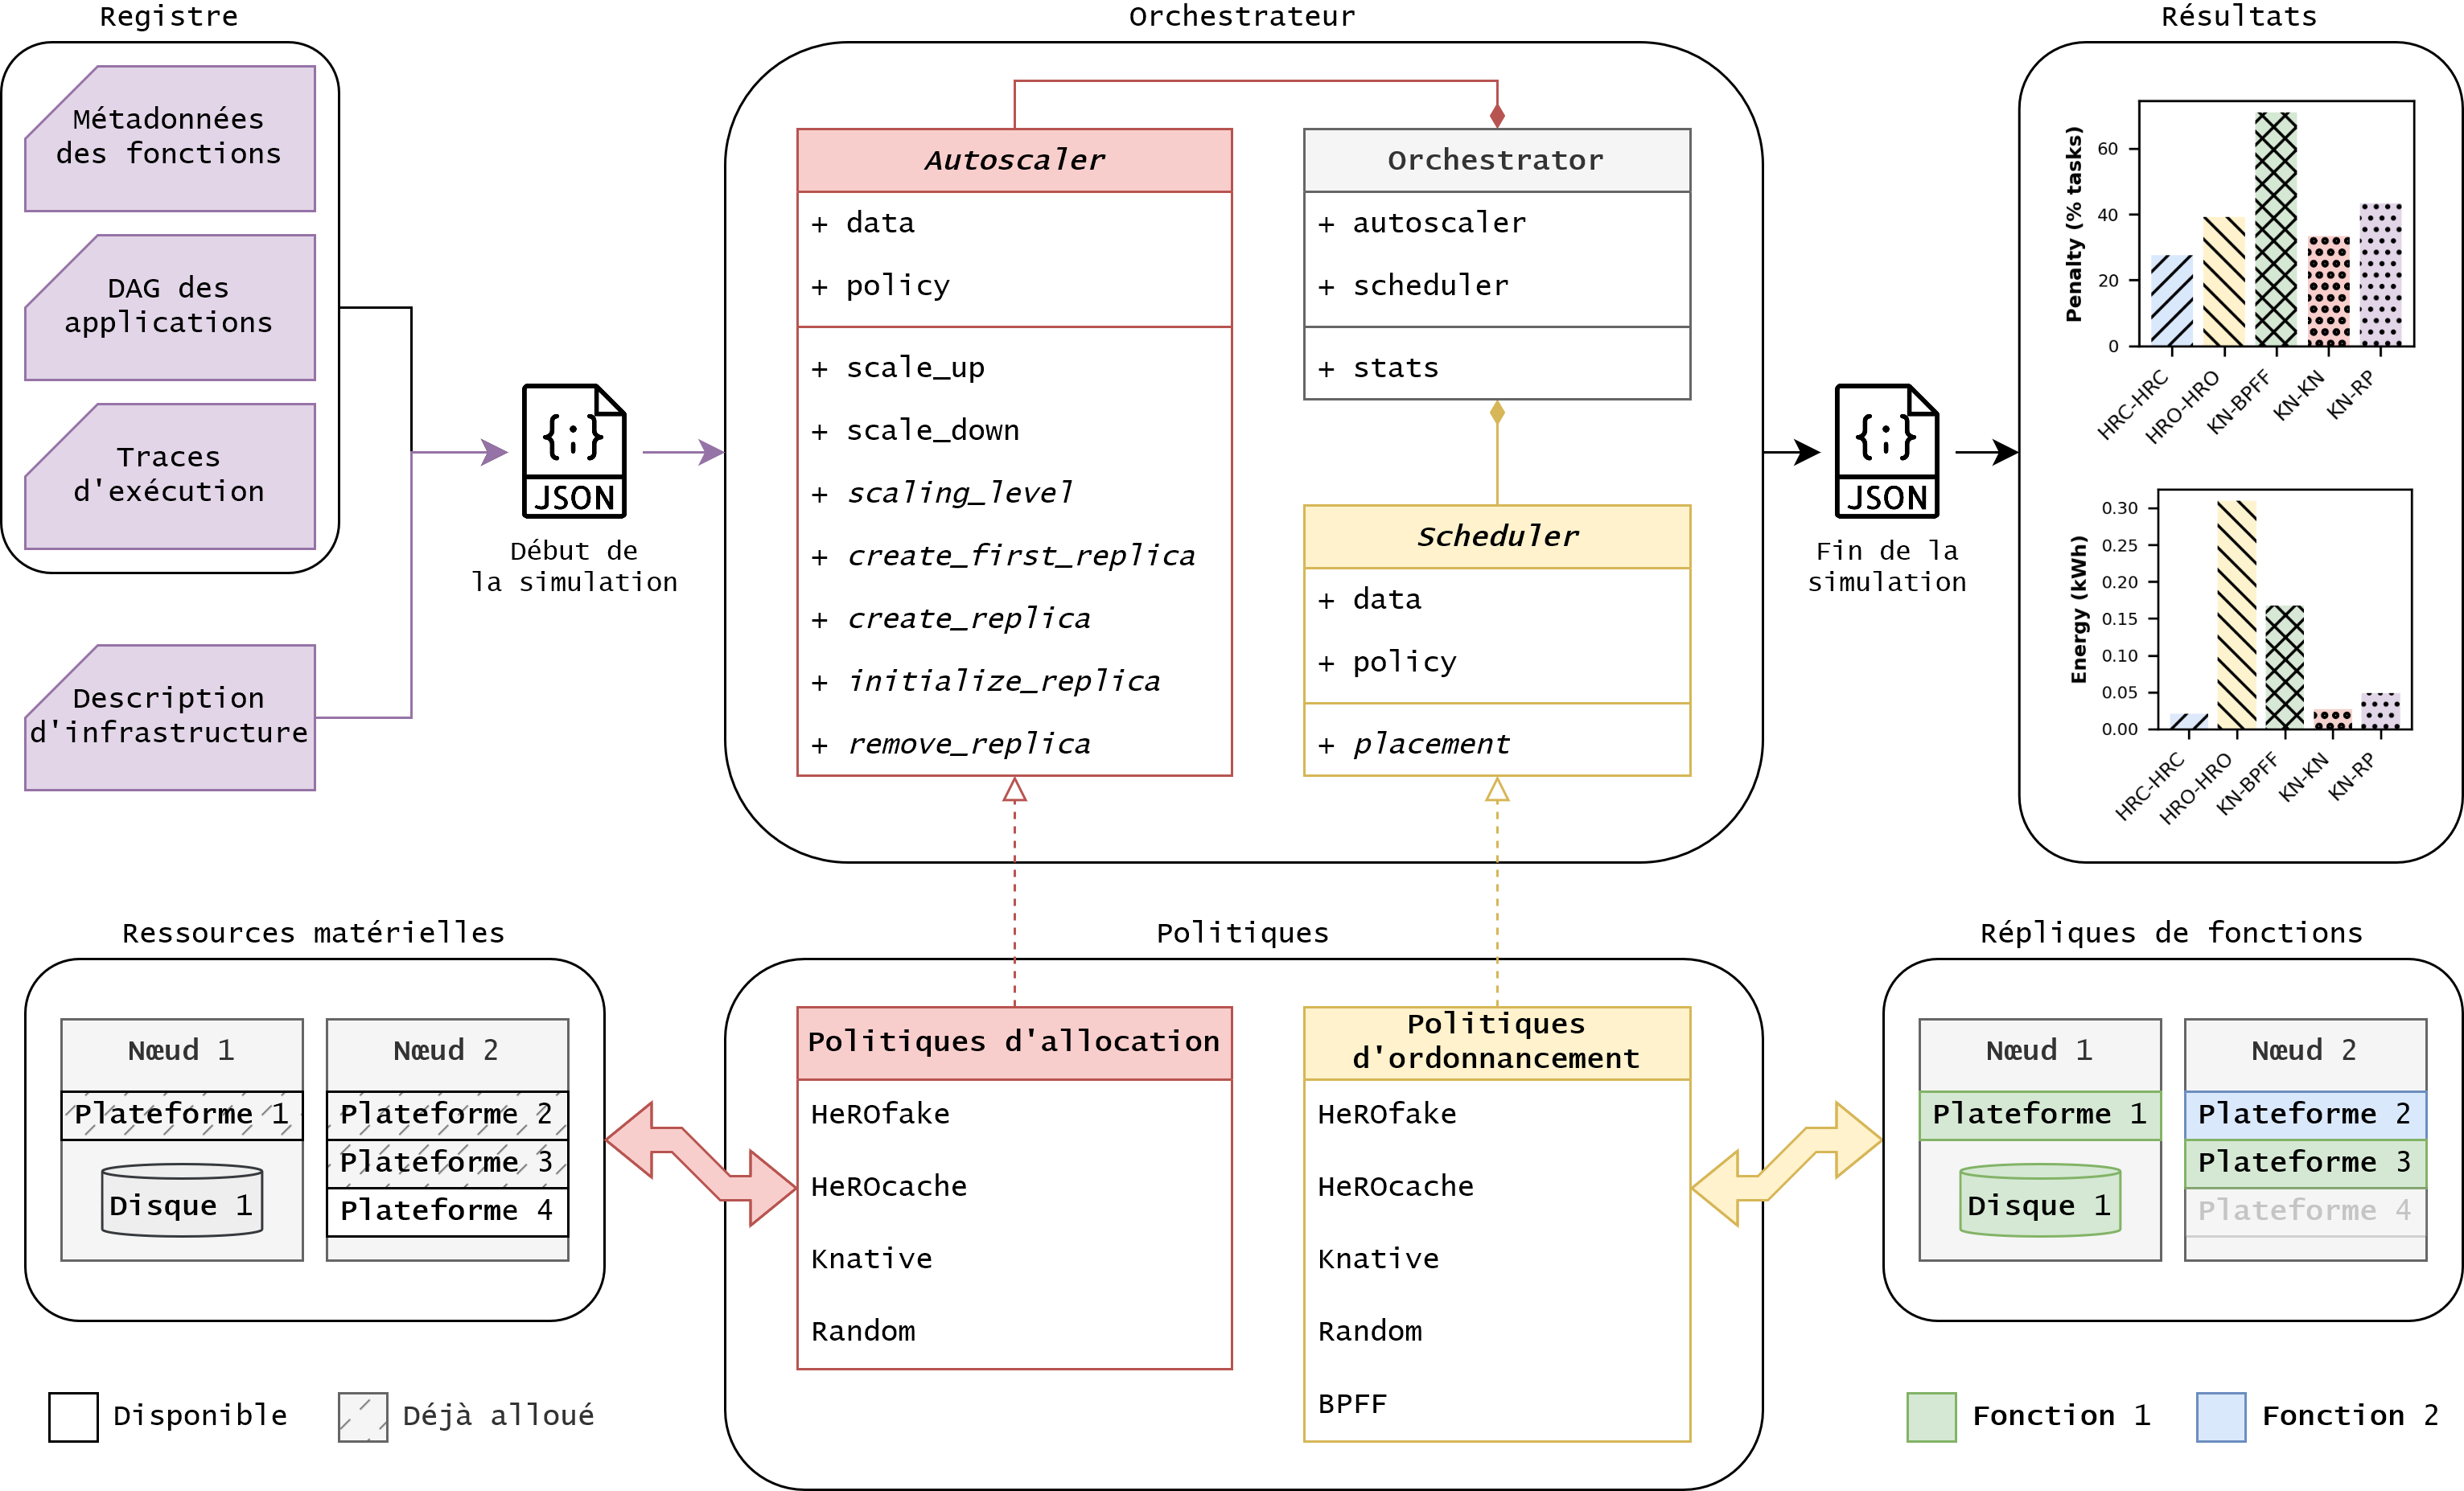 Registre
Métadonnées
des fonctions
DAG des
applications
Traces
d'exécution
Description
d'infrastructure
JSON
Début de
la simulation
Orchestrateur
Autoscaler
+ data
+ policy
+ scale_up
+ scale_down
+ scaling_level
+ create_first_replica
+ create_replica
+ initialize_replica
+ remove_replica
Orchestrator
+ autoscaler
+ scheduler
+ stats
Scheduler
+ data
+ policy
+ placement
JSON
Fin de la
simulation
Résultats
Penalty (% tasks)
60
40
20
0
HRC-HRC
HRO-HRO
KN-BPFF
KN-KN
KN-RP
Energy (kWh)
0.30
0.25
0.20
0.15
0.10
0.05
0.00
HRC-HRC
HRO-HRO
KN-BPFF
KN-KN
KN-RP
Ressources matérielles
Nœud 1
Plateforme 1
Disque 1
Nœud 2
Plateforme 2
Plateforme 3
Plateforme 4
Disponible
Déjà alloué
Politiques
Politiques d'allocation
HeROfake
HeROcache
Knative
Random
Politiques
d'ordonnancement
HeROfake
HeROcache
Knative
Random
BPFF
Répliques de fonctions
Nœud 1
Plateforme 1
Disque 1
Nœud 2
Plateforme 2
Plateforme 3
Plateforme 4
Fonction 1
Fonction 2